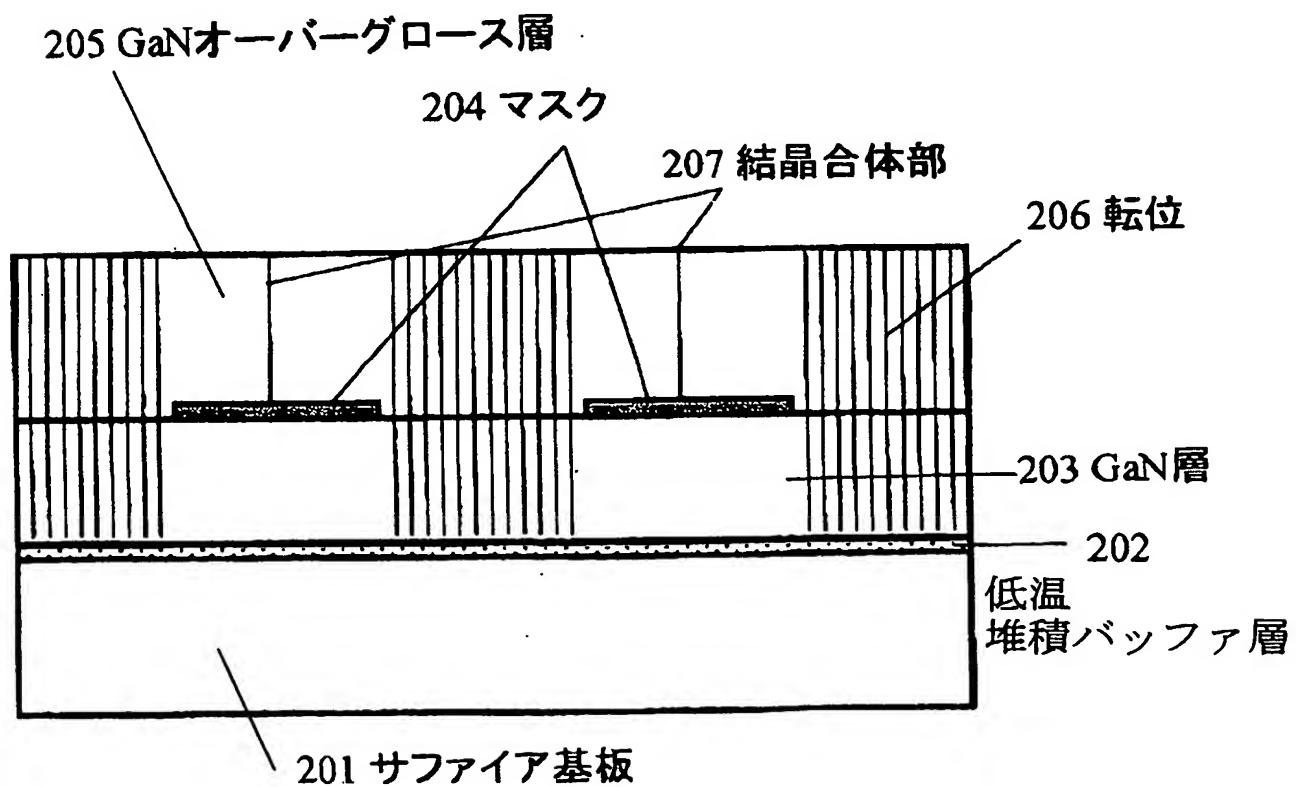 205 GaNオーバーグロース層
204 マスク
207 結晶合体部
206 転位
203 GaN層
202
低温
堆積バッファ層
201 サファイア基板